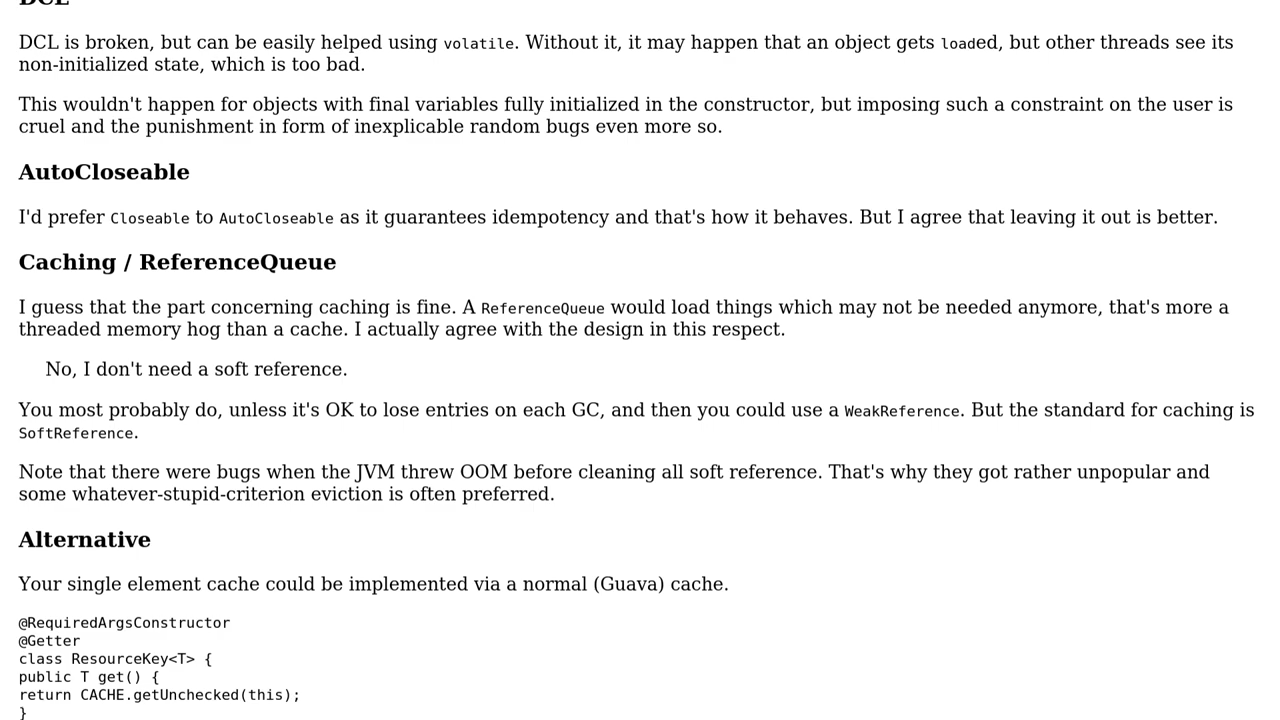 DCL
DCL is broken, but can be easily helped using volatile. Without it, it may happen that an object gets loaded, but other threads see its
non-initialized state, which is too bad.
This wouldn't happen for objects with final variables fully initialized in the constructor, but imposing such a constraint on the user is
cruel and the punishment in form of inexplicable random bugs even more so.
AutoCloseable
I'd prefer Closeable to AutoCloseable as it guarantees idempotency and that's how it behaves. But I agree that leaving it out is better.
Caching / ReferenceQueue
I guess that the part concerning caching is fine. A ReferenceQueue would load things which may not be needed anymore, that's more a
threaded memory hog than a cache. I actually agree with the design in this respect.
No, I don't need a soft reference.
You most probably do, unless it's OK to lose entries on each GC, and then you could use a WeakReference. But the standard for caching is
SoftReference.
Note that there were bugs when the JVM threw OOM before cleaning all soft reference. That's why they got rather unpopular and
some whatever-stupid-criterion eviction is often preferred.
Alternative
Your single element cache could be implemented via a normal (Guava) cache.
@RequiredArgsConstructor
@Getter
class ResourceKey<T> {
public T get() {
return CACHE.getUnchecked(this);
}